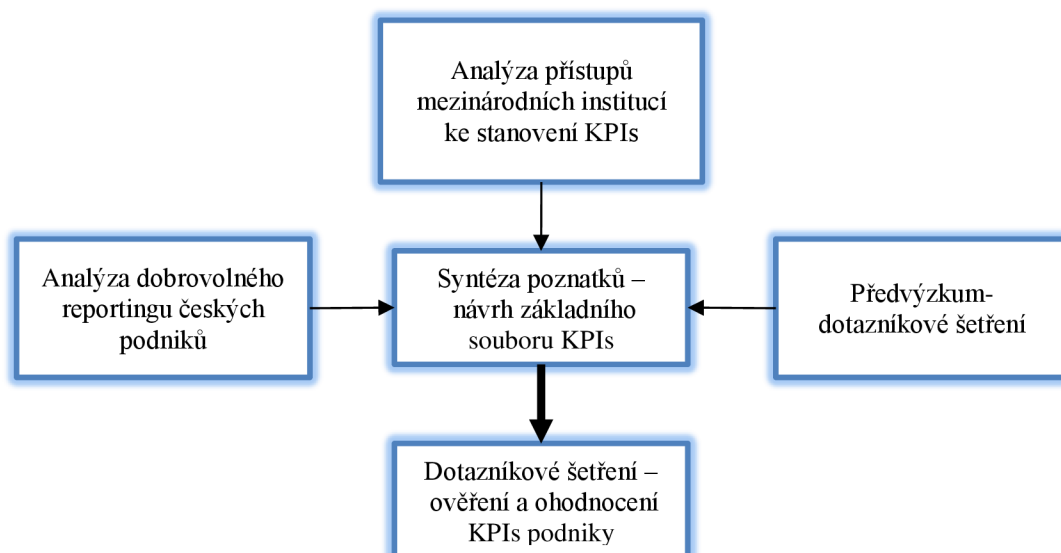 Analýza přístupů
mezinárodních institucí
ke stanovení KPIs
Analýza dobrovolného
reportingu českých
podniků
Syntéza poznatků –
návrh základního
souboru KPIs
Předvýzkum-
dotazníkové šetření
Dotazníkové šetření –
ověření a ohodnocení
KPIs podniky